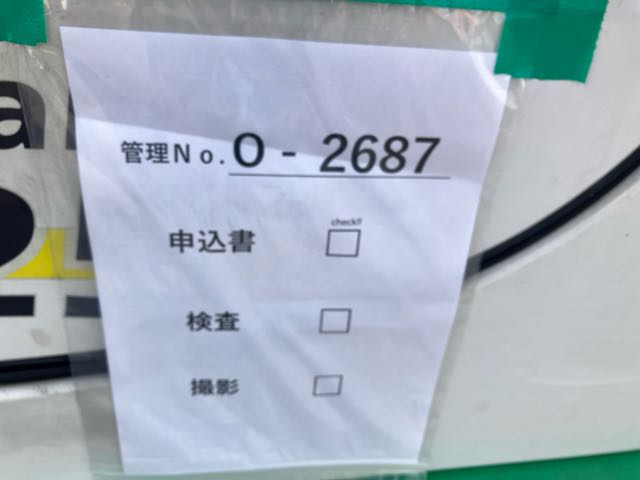 管理No. O - 2687
check!!
申込書 □
検査 □
撮影 □